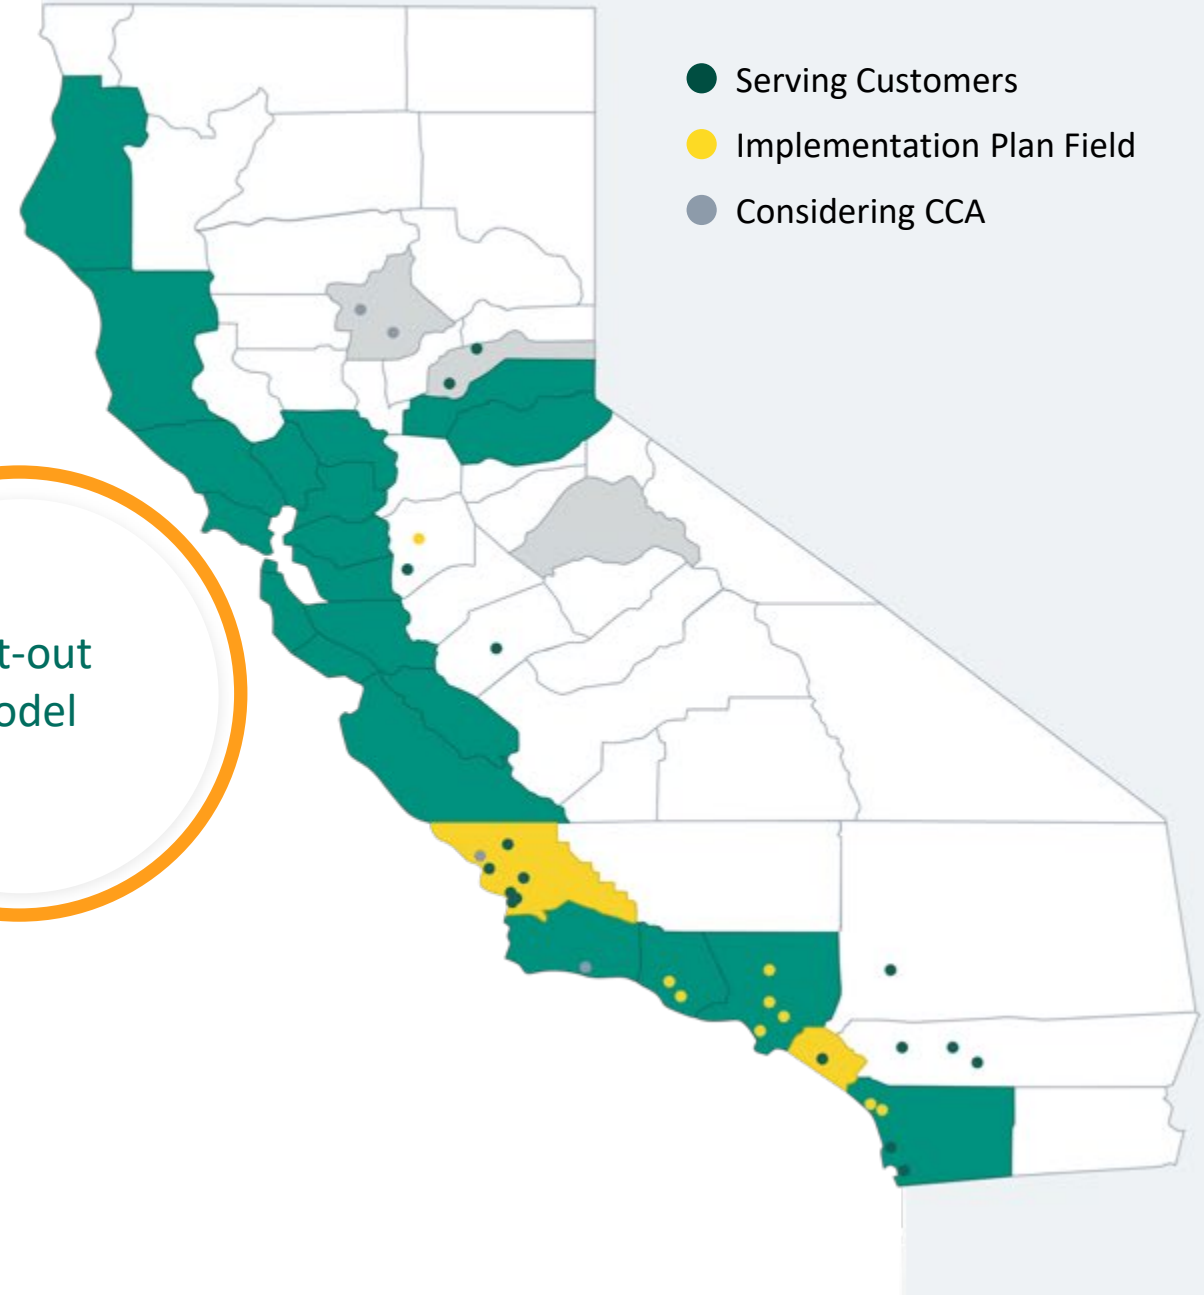 Serving Customers
Implementation Plan Field
Considering CCA
t-out
odel